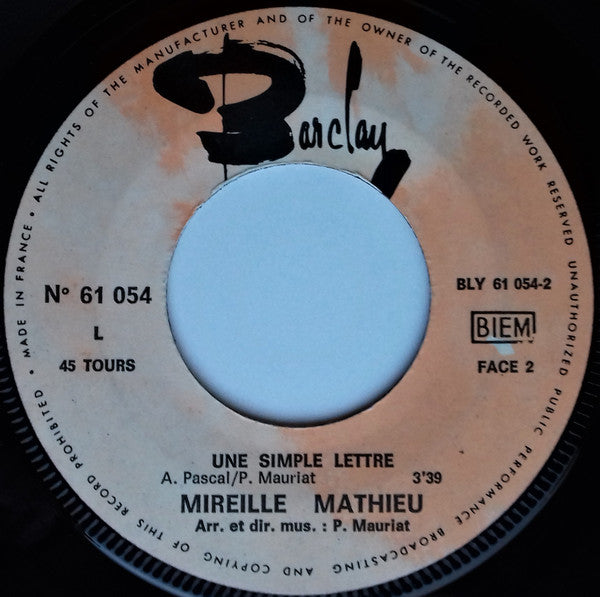 Barclay
MADE IN FRANCE • ALL RIGHTS OF THE MANUFACTURER AND OF THE OWNER OF THE RECORDED WORK RESERVED UNAUTHORIZED PUBLIC PERFORMANCE BROADCASTING AND COPYING OF THIS RECORD PROHIBITED •
N° 61 054
L
45 TOURS
BLY 61 054-2
BIEM
FACE 2
UNE SIMPLE LETTRE
A. Pascal/P. Mauriat 3'39
MIREILLE MATHIEU
Arr. et dir. mus. : P. Mauriat